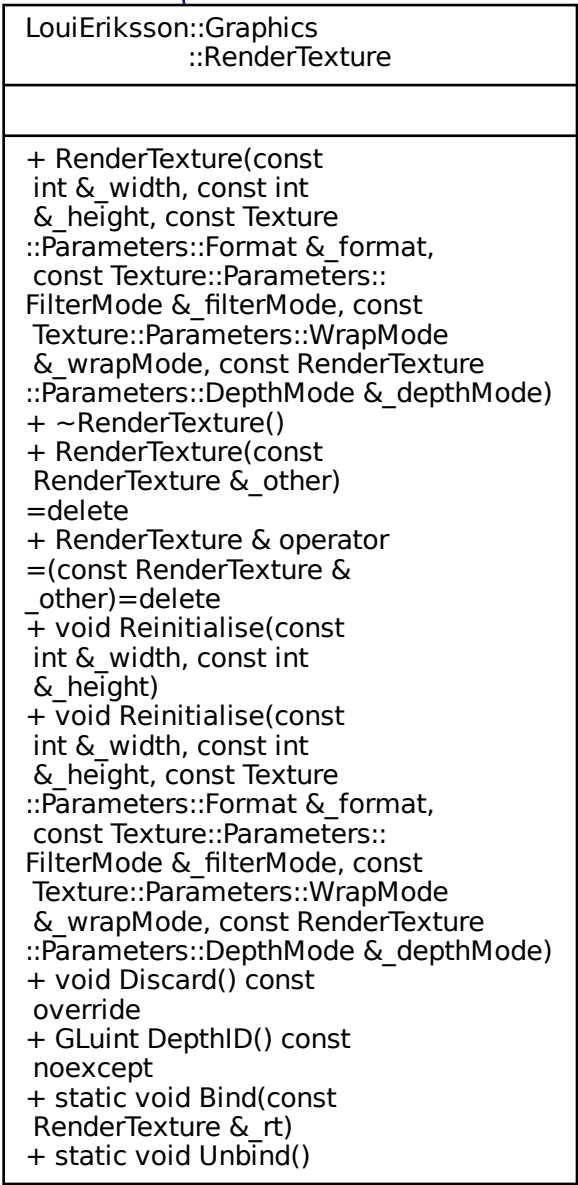 LouiEriksson::Graphics
::RenderTexture
+ RenderTexture(const
int &_width, const int
&_height, const Texture
::Parameters::Format &_format,
const Texture::Parameters::
FilterMode &_filterMode, const
Texture::Parameters::WrapMode
&_wrapMode, const RenderTexture
::Parameters::DepthMode &_depthMode)
+ ~RenderTexture()
+ RenderTexture(const
RenderTexture &_other)
=delete
+ RenderTexture & operator
=(const RenderTexture &
_other)=delete
+ void Reinitialise(const
int &_width, const int
&_height)
+ void Reinitialise(const
int &_width, const int
&_height, const Texture
::Parameters::Format &_format,
const Texture::Parameters::
FilterMode &_filterMode, const
Texture::Parameters::WrapMode
&_wrapMode, const RenderTexture
::Parameters::DepthMode &_depthMode)
+ void Discard() const
override
+ GLuint DepthID() const
noexcept
+ static void Bind(const
RenderTexture &_rt)
+ static void Unbind()